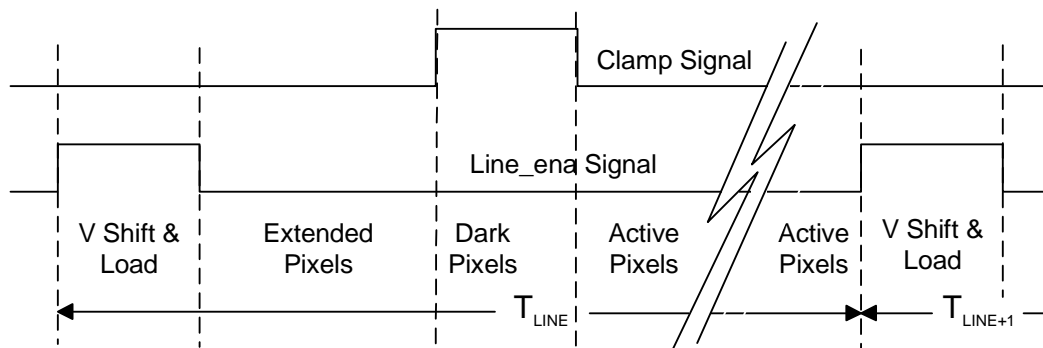 Clamp Signal
Line_ena Signal
V Shift &
Load
Extended
Pixels
Dark
Pixels
Active
Pixels
Active
Pixels
V Shift &
Load
TLINE
TLINE+1